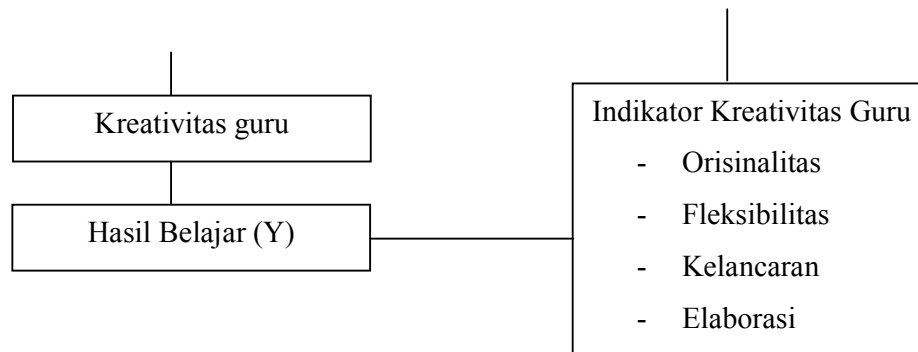 Kreativitas guru
Hasil Belajar (Y)
Indikator Kreativitas Guru
- Orisinalitas
- Fleksibilitas
- Kelancaran
- Elaborasi